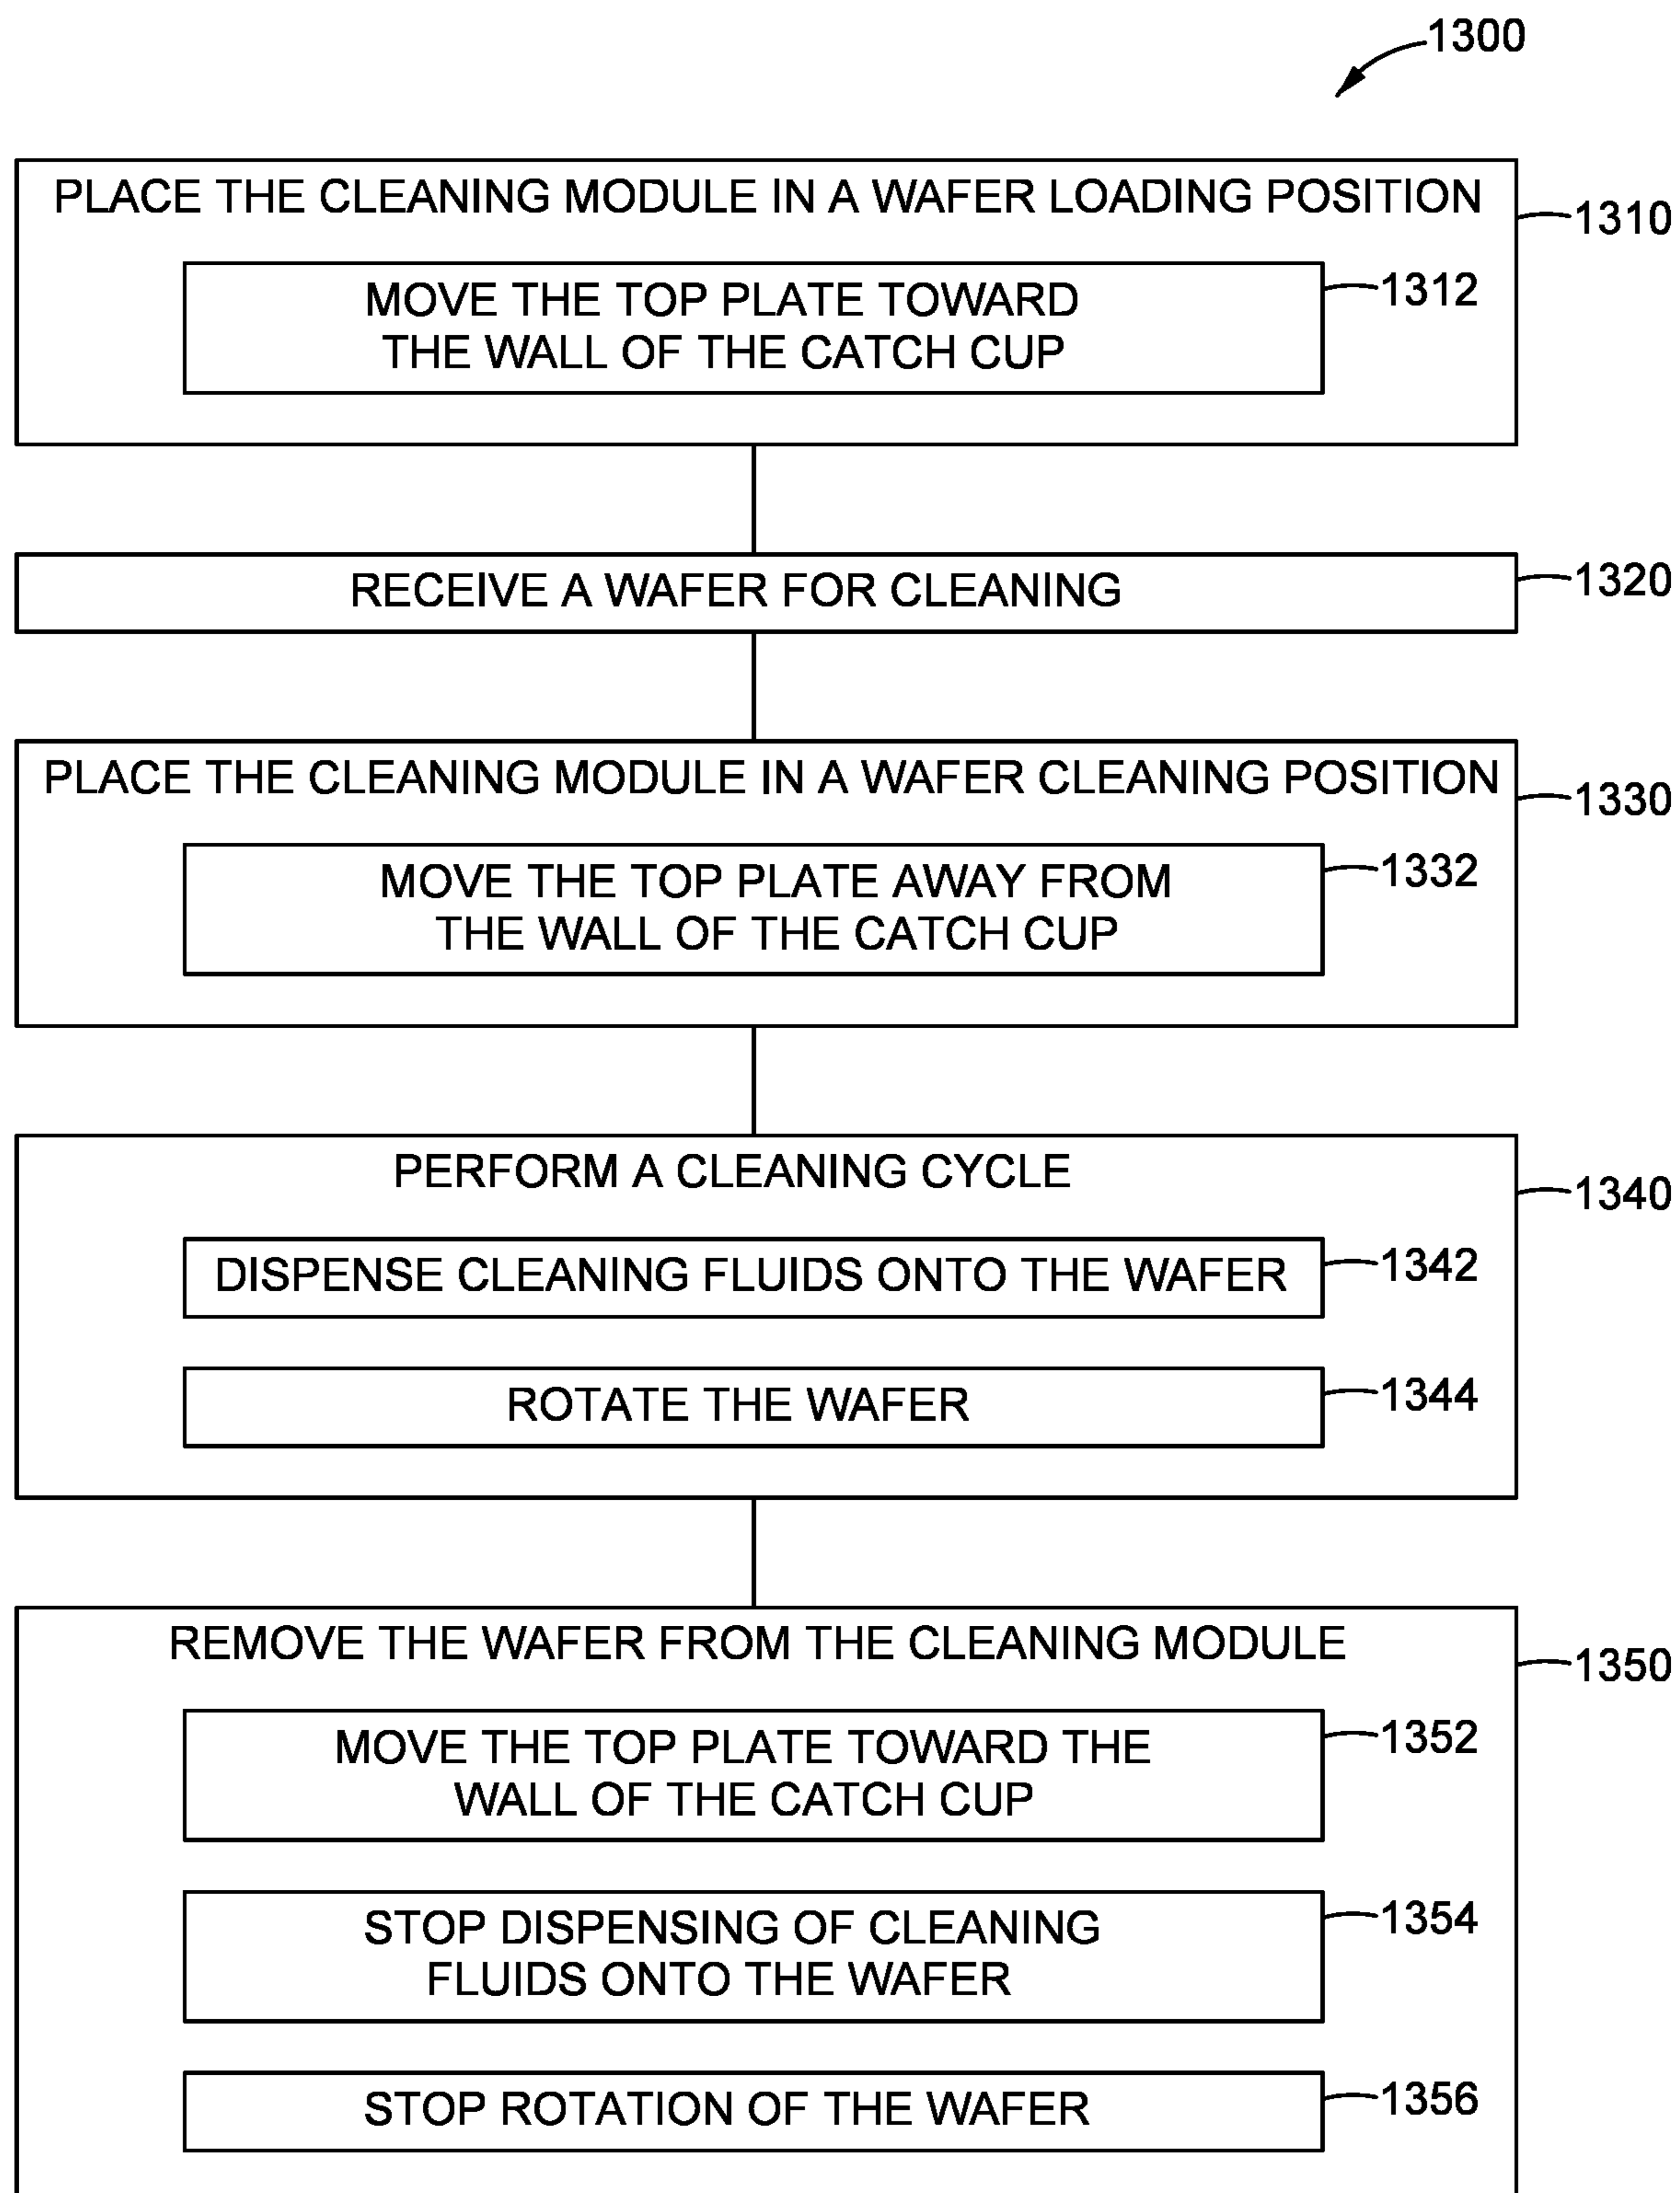 1300
PLACE THE CLEANING MODULE IN A WAFER LOADING POSITION
1310
MOVE THE TOP PLATE TOWARD
THE WALL OF THE CATCH CUP
1312
RECEIVE A WAFER FOR CLEANING
1320
PLACE THE CLEANING MODULE IN A WAFER CLEANING POSITION
1330
MOVE THE TOP PLATE AWAY FROM
THE WALL OF THE CATCH CUP
1332
PERFORM A CLEANING CYCLE
1340
DISPENSE CLEANING FLUIDS ONTO THE WAFER
1342
ROTATE THE WAFER
1344
REMOVE THE WAFER FROM THE CLEANING MODULE
1350
MOVE THE TOP PLATE TOWARD THE
WALL OF THE CATCH CUP
1352
STOP DISPENSING OF CLEANING
FLUIDS ONTO THE WAFER
1354
STOP ROTATION OF THE WAFER
1356